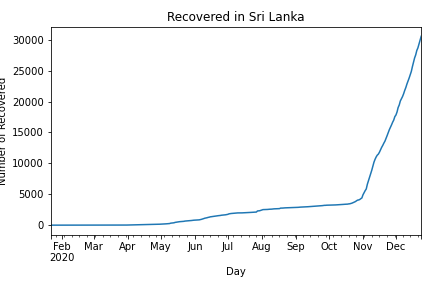 Recovered in Sri Lanka
Number of Recovered
30000
25000
20000
15000
10000
5000
0
Feb Mar Apr May Jun Jul Aug Sep Oct Nov Dec
2020
Day